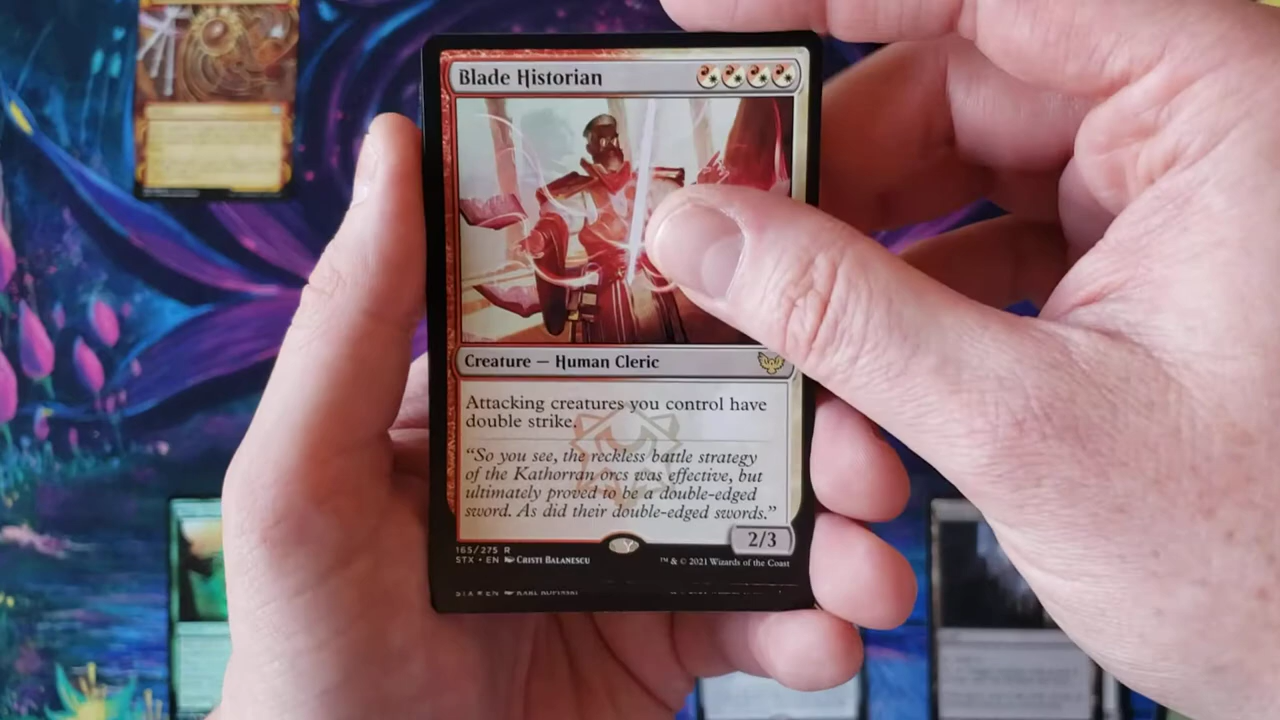 Blade Historian
Creature — Human Cleric
Attacking creatures you control have
double strike.
“So you see, the reckless battle strategy
of the Kathorran orcs was effective, but
ultimately proved to be a double-edged
sword. As did their double-edged swords.”
2/3
165/275 R
STX • EN CRISTI BALANESCU
™ & © 2021 Wizards of the Coast